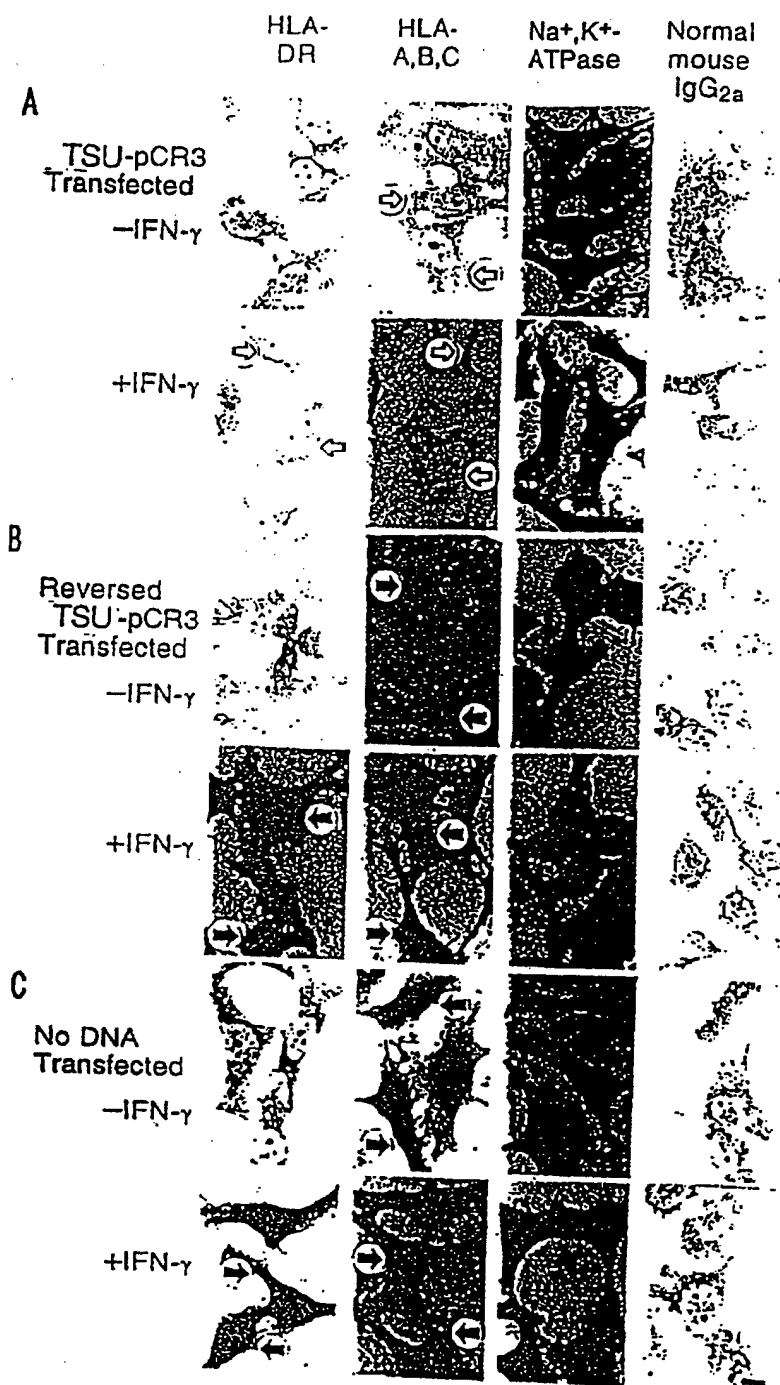 HLA-
DR
HLA-
A,B,C
Na+,K+-
ATPase
Normal
mouse
IgG2a
A
TSU-pCR3
Transfected
−IFN-γ
+IFN-γ
B
Reversed
TSU-pCR3
Transfected
−IFN-γ
+IFN-γ
C
No DNA
Transfected
−IFN-γ
+IFN-γ